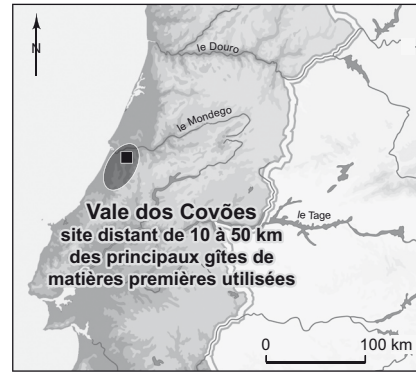 N
le Douro
le Mondego
Vale dos Covões
site distant de 10 à 50 km
des principaux gîtes de
matières premières utilisées
le Tage
0 100 km